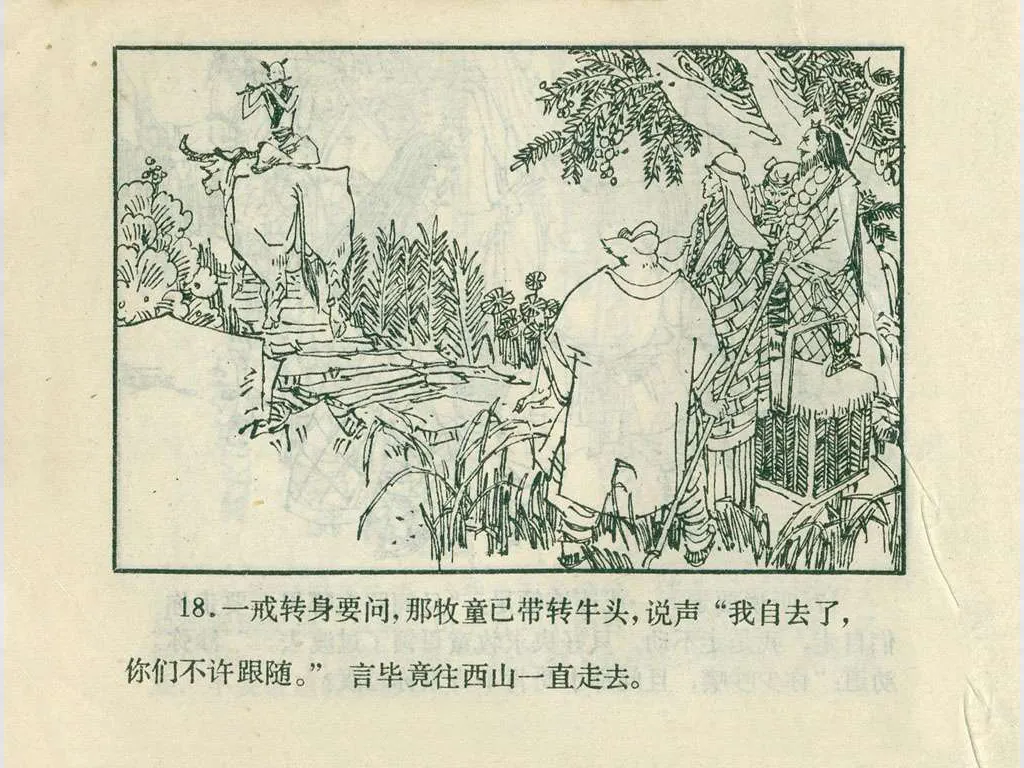 18.一戒转身要问,那牧童已带转牛头,说声“我自去了,
你们不许跟随。” 言毕竟往西山一直走去。